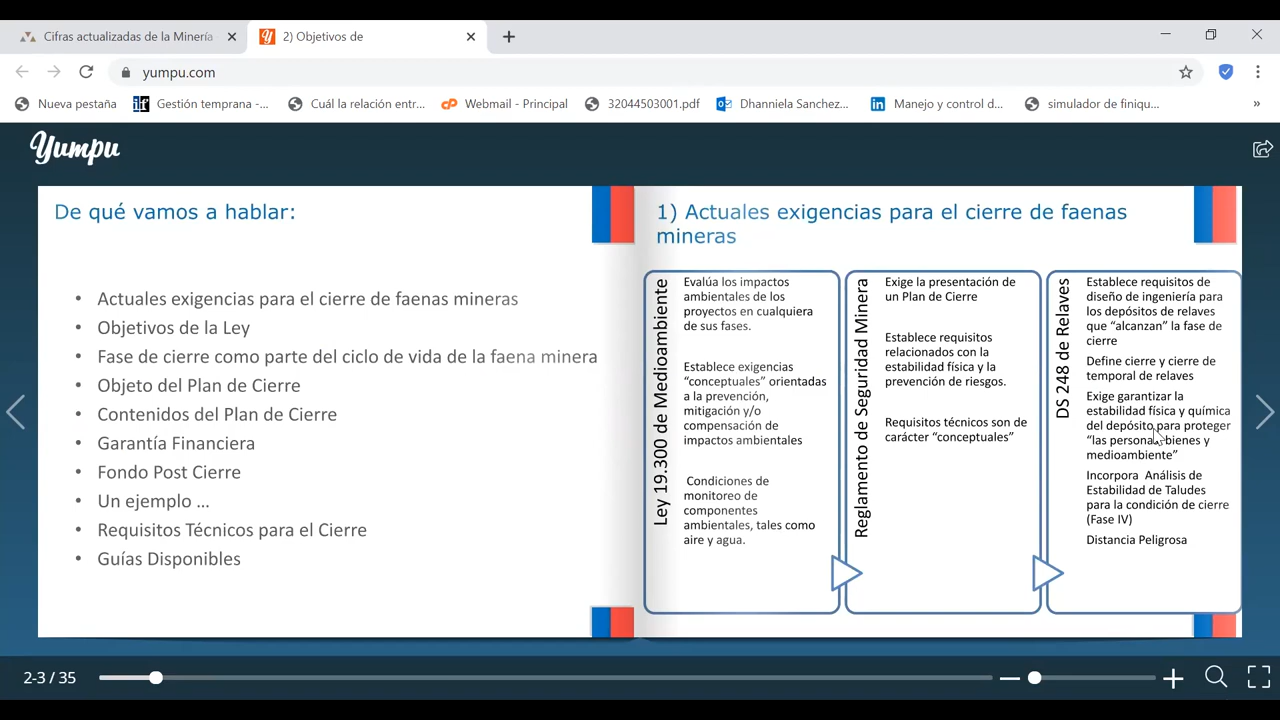 Cifras actualizadas de la Minería
2) Objetivos de
yumpu.com
Nueva pestaña
Gestión temprana -...
Cuál la relación entr...
Webmail - Principal
32044503001.pdf
Dhanniela Sanchez...
Manejo y control d...
simulador de finiqu...
»
Yumpu
De qué vamos a hablar:
• Actuales exigencias para el cierre de faenas mineras
• Objetivos de la Ley
• Fase de cierre como parte del ciclo de vida de la faena minera
• Objeto del Plan de Cierre
• Contenidos del Plan de Cierre
• Garantía Financiera
• Fondo Post Cierre
• Un ejemplo ...
• Requisitos Técnicos para el Cierre
• Guías Disponibles
1) Actuales exigencias para el cierre de faenas
mineras
Ley 19.300 de Medioambiente
Evalúa los impactos
ambientales de los
proyectos en cualquiera
de sus fases.
Establece exigencias
“conceptuales” orientadas
a la prevención,
mitigación y/o
compensación de
impactos ambientales
Condiciones de
monitoreo de
componentes
ambientales, tales como
aire y agua.
Reglamento de Seguridad Minera
Exige la presentación de
un Plan de Cierre
Establece requisitos
relacionados con la
estabilidad física y la
prevención de riesgos.
Requisitos técnicos son de
carácter “conceptuales”
DS 248 de Relaves
Establece requisitos de
diseño de ingeniería para
los depósitos de relaves
que “alcanzan” la fase de
cierre
Define cierre y cierre de
temporal de relaves
Exige garantizar la
estabilidad física y química
del depósito para proteger
“las personas bienes y
medioambiente”
Incorpora Análisis de
Estabilidad de Taludes
para la condición de cierre
(Fase IV)
Distancia Peligrosa
2-3 / 35